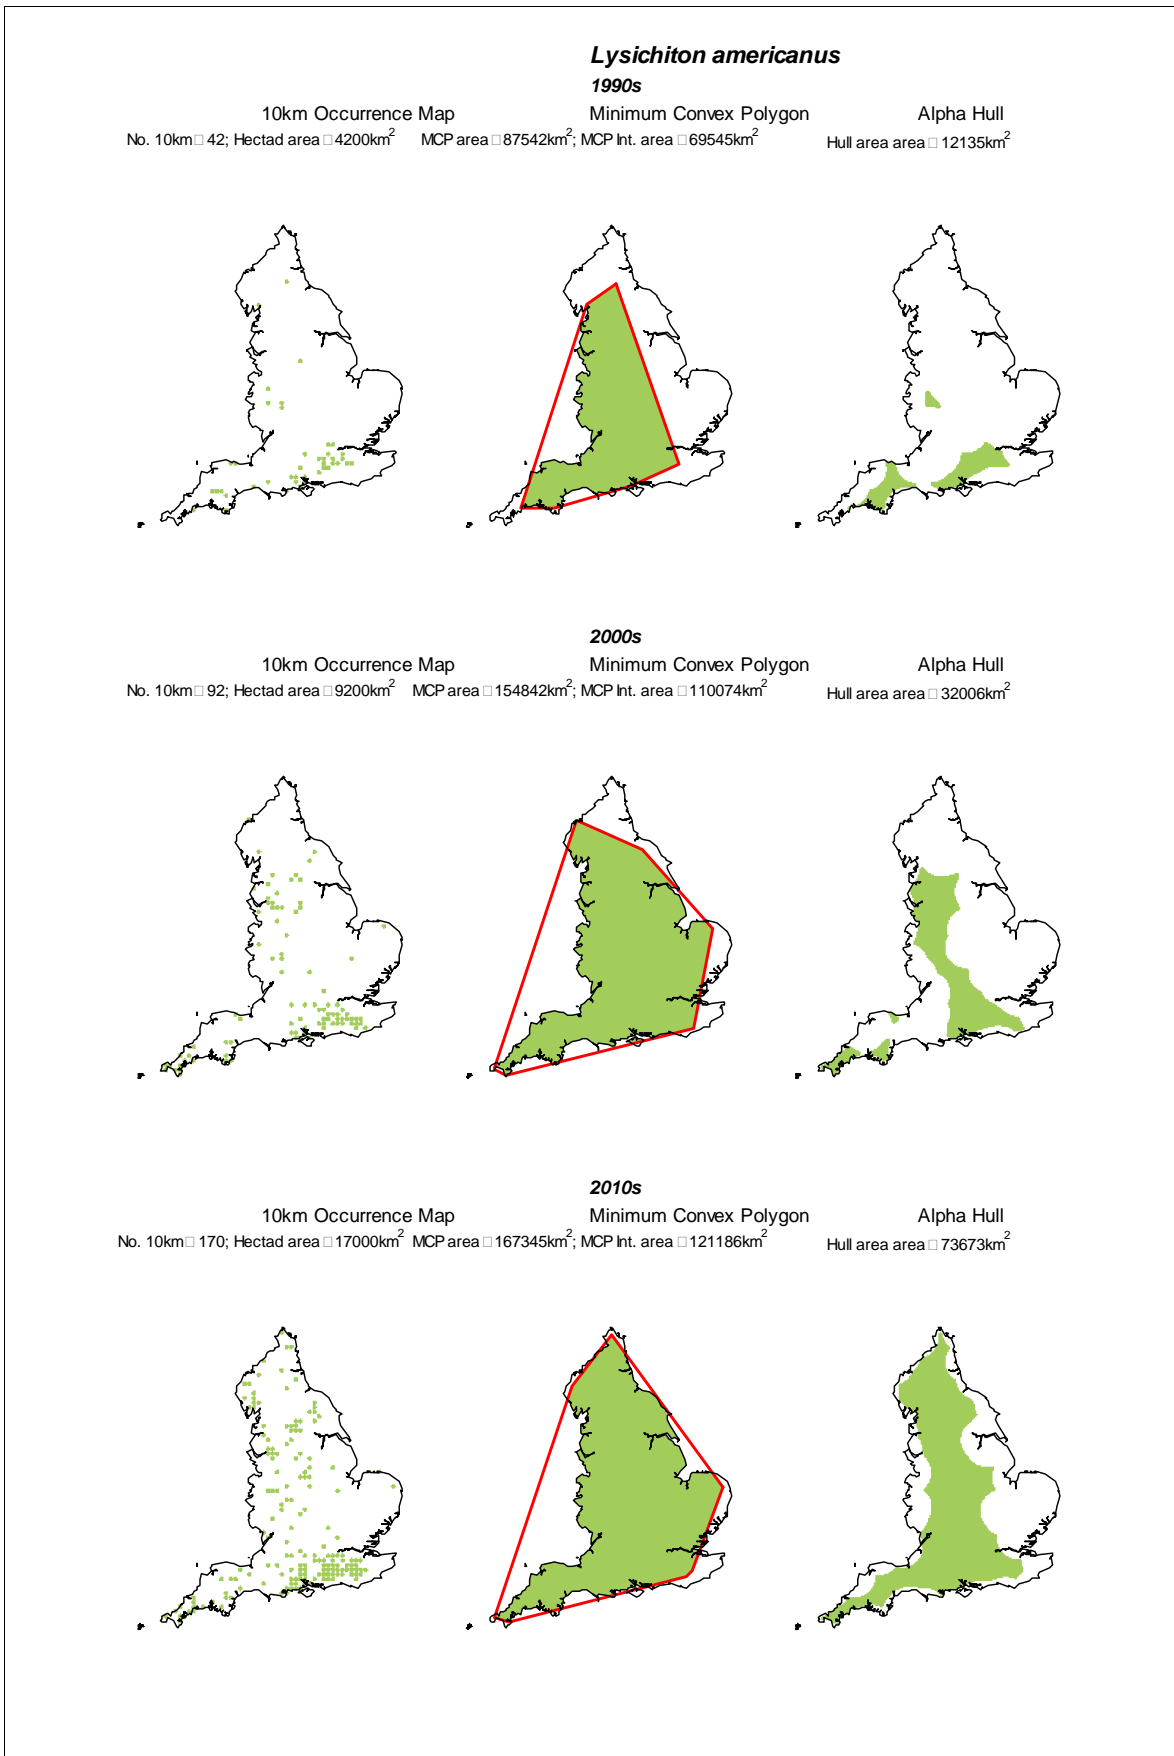 Lysichiton americanus
1990s
10km Occurrence Map Minimum Convex Polygon Alpha Hull
No. 10km□42; Hectad area□4200km² MCP area□87542km²; MCP Int. area□69545km² Hull area area□12135km²
2000s
10km Occurrence Map Minimum Convex Polygon Alpha Hull
No. 10km□92; Hectad area□9200km² MCP area□154842km²; MCP Int. area□110074km² Hull area area□32006km²
2010s
10km Occurrence Map Minimum Convex Polygon Alpha Hull
No. 10km□170; Hectad area□17000km² MCP area□167345km²; MCP Int. area□121186km² Hull area area□73673km²